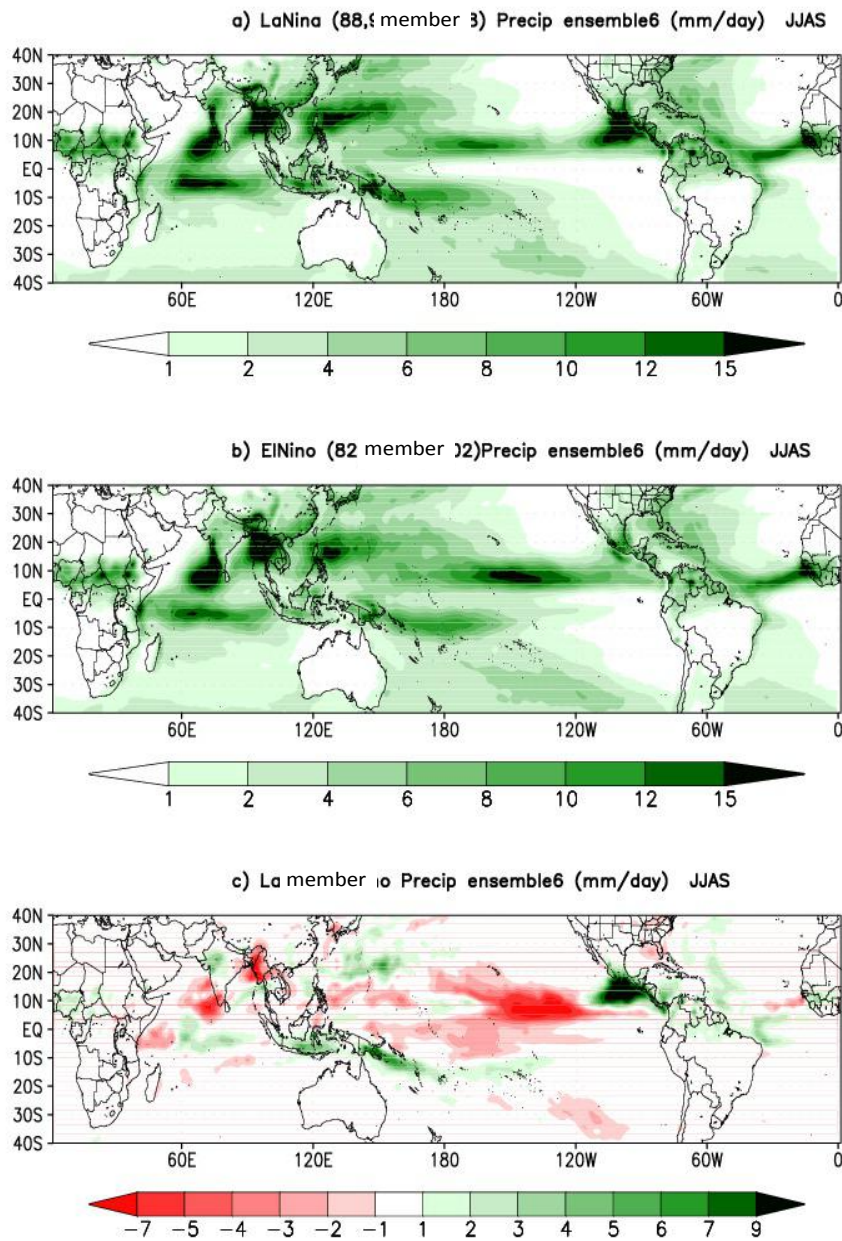 a) LaNina (88,9 member 8) Precip ensemble6 (mm/day) JJAS
40N
30N
20N
10N
EQ
10S
20S
30S
40S
60E 120E 180 120W 60W 0
1 2 4 6 8 10 12 15
b) ElNino (82 member 02)Precip ensemble6 (mm/day) JJAS
40N
30N
20N
10N
EQ
10S
20S
30S
40S
60E 120E 180 120W 60W 0
1 2 4 6 8 10 12 15
c) La member no Precip ensemble6 (mm/day) JJAS
40N
30N
20N
10N
EQ
10S
20S
30S
40S
60E 120E 180 120W 60W 0
−7 −5 −4 −3 −2 −1 1 2 3 4 5 6 7 9